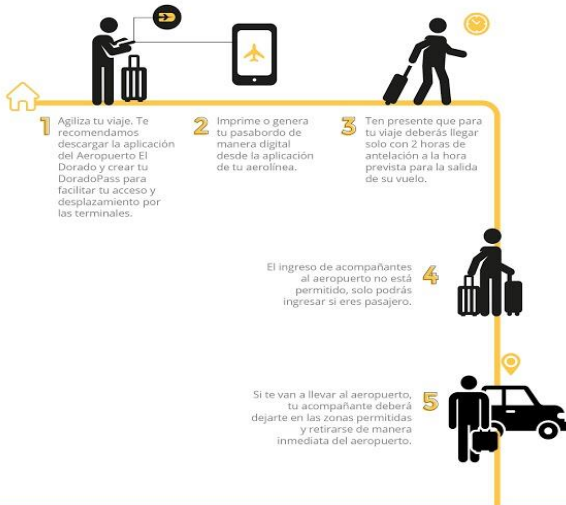 1 Agiliza tu viaje. Te
recomendamos
descargar la aplicación
del Aeropuerto El
Dorado y crear tu
DoradoPass para
facilitar tu acceso y
desplazamiento por
las terminales.
2 Imprime o genera
tu pasabordo de
manera digital
desde la aplicación
de tu aerolínea.
3 Ten presente que para
tu viaje deberás llegar
solo con 2 horas de
antelación a la hora
prevista para la salida
de su vuelo.
El ingreso de acompañantes
al aeropuerto no está
permitido, solo podrás
ingresar si eres pasajero.
4
Si te van a llevar al aeropuerto,
tu acompañante deberá
dejarte en las zonas permitidas
y retirarse de manera
inmediata del aeropuerto.
5